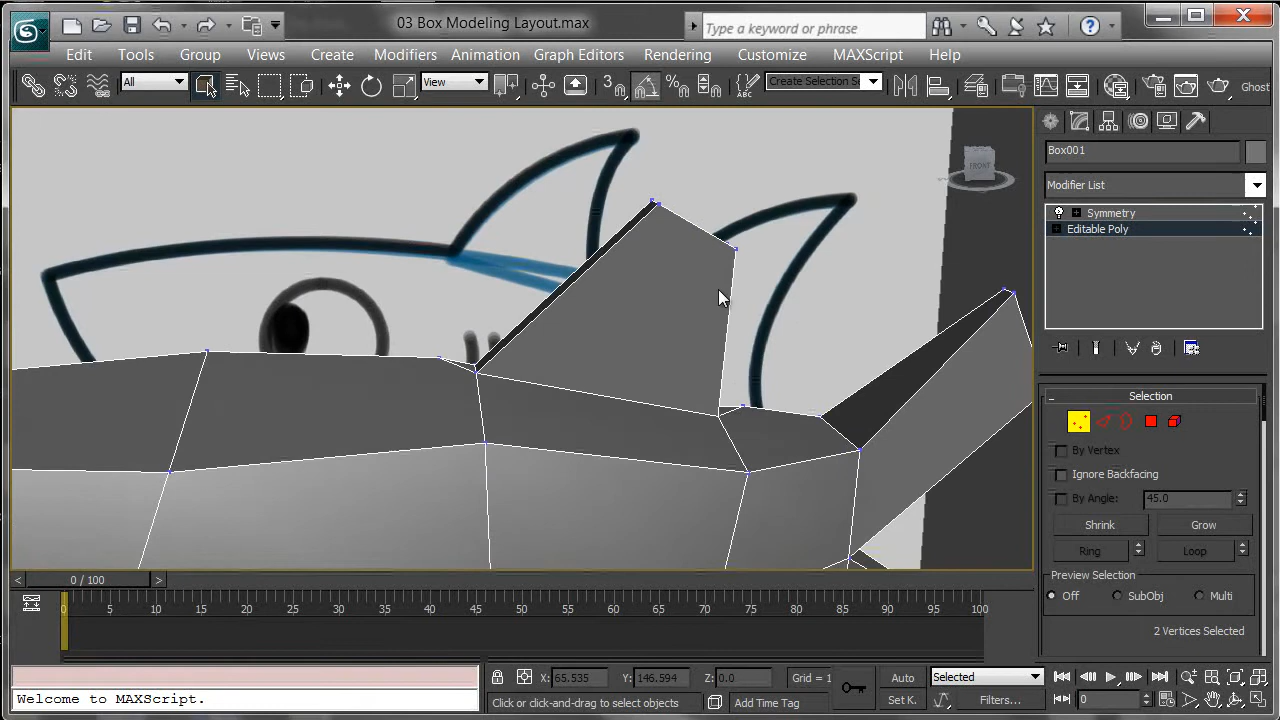 03 Box Modeling Layout.max
Type a keyword or phrase
Edit Tools Group Views Create Modifiers Animation Graph Editors Rendering Customize MAXScript Help
All View 3 Create Selection S Ghost
FRONT
Box001
Modifier List
Symmetry
Editable Poly
Selection
By Vertex
Ignore Backfacing
By Angle: 45.0
Shrink Grow
Ring Loop
Preview Selection
Off SubObj Multi
2 Vertices Selected
0 / 100
0 5 10 15 20 25 30 35 40 45 50 55 60 65 70 75 80 85 90 95 100
X: 65.535 Y: 146.594 Z: 0.0 Grid = 1 Auto Selected
Welcome to MAXScript.
Click or click-and-drag to select objects Add Time Tag Set K. Filters... 0